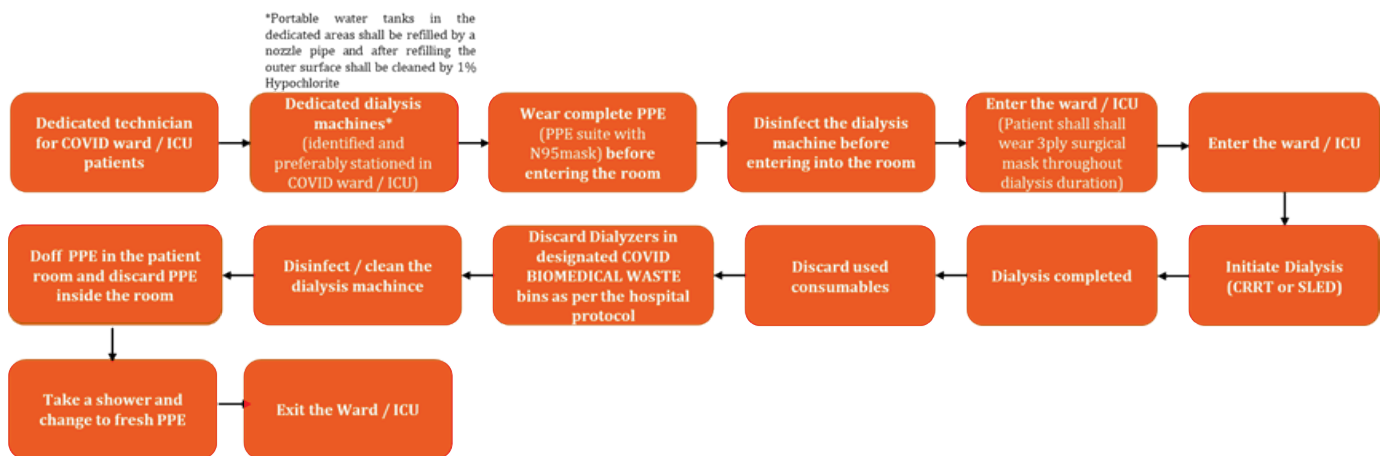 *Portable water tanks in the
dedicated areas shall be refilled by a
nozzle pipe and after refilling the
outer surface shall be cleaned by 1%
Hypochlorite
Dedicated technician
for COVID ward / ICU
patients
Dedicated dialysis
machines*
(identified and
preferably stationed in
COVID ward / ICU)
Wear complete PPE
(PPE suite with
N95mask) before
entering the room
Disinfect the dialysis
machine before
entering into the room
Enter the ward / ICU
(Patient shall shall
wear 3ply surgical
mask throughout
dialysis duration)
Enter the ward / ICU
Initiate Dialysis
(CRRT or SLED)
Dialysis completed
Discard used
consumables
Discard Dialyzers in
designated COVID
BIOMEDICAL WASTE
bins as per the hospital
protocol
Disinfect / clean the
dialysis machince
Doff PPE in the patient
room and discard PPE
inside the room
Take a shower and
change to fresh PPE
Exit the Ward / ICU